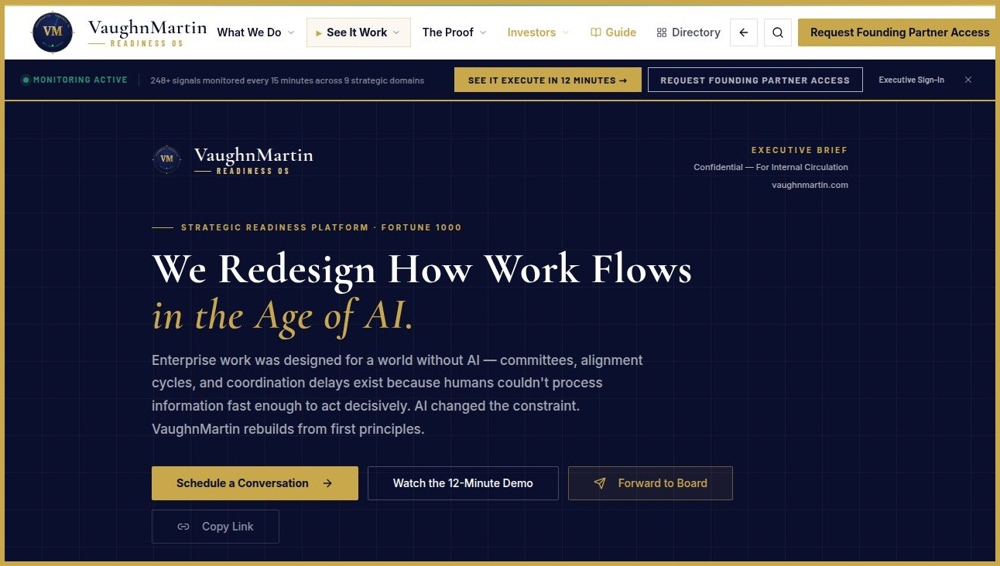 VM
VaughnMartin
READINESS OS
What We Do
See It Work
The Proof
Investors
Guide
Directory
Request Founding Partner Access
MONITORING ACTIVE
248+ signals monitored every 15 minutes across 9 strategic domains
SEE IT EXECUTE IN 12 MINUTES →
REQUEST FOUNDING PARTNER ACCESS
Executive Sign-In
VM
VaughnMartin
READINESS OS
EXECUTIVE BRIEF
Confidential — For Internal Circulation
vaughnmartin.com
STRATEGIC READINESS PLATFORM · FORTUNE 1000
We Redesign How Work Flows
in the Age of AI.
Enterprise work was designed for a world without AI — committees, alignment
cycles, and coordination delays exist because humans couldn't process
information fast enough to act decisively. AI changed the constraint.
VaughnMartin rebuilds from first principles.
Schedule a Conversation →
Watch the 12-Minute Demo
Forward to Board
Copy Link